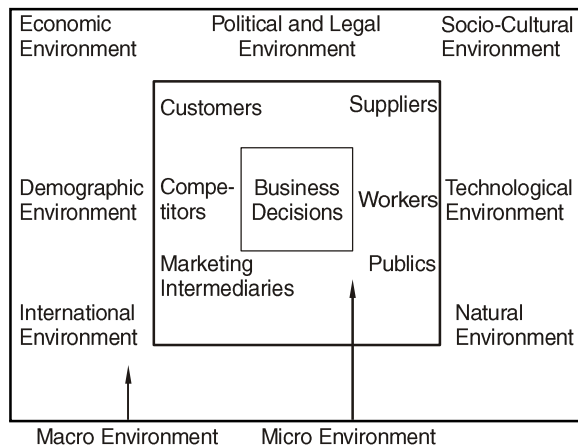 Economic
Environment
Political and Legal
Environment
Socio-Cultural
Environment
Customers
Suppliers
Demographic
Environment
Compe-
titors
Business
Decisions
Workers
Technological
Environment
Marketing
Intermediaries
Publics
International
Environment
Natural
Environment
Macro Environment
Micro Environment